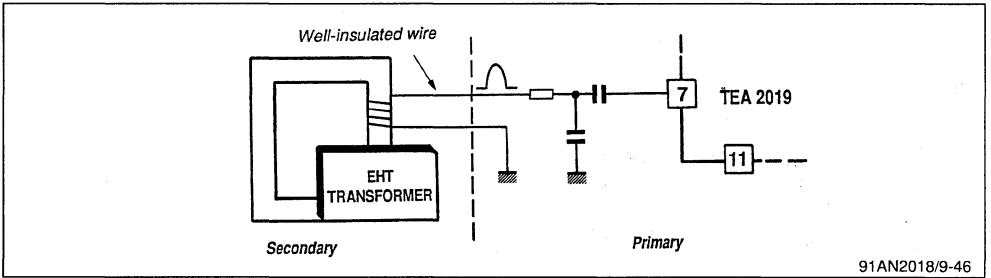 Well-insulated wire
7
TEA 2019
11
EHT
TRANSFORMER
Secondary
Primary
91AN2018/9-46